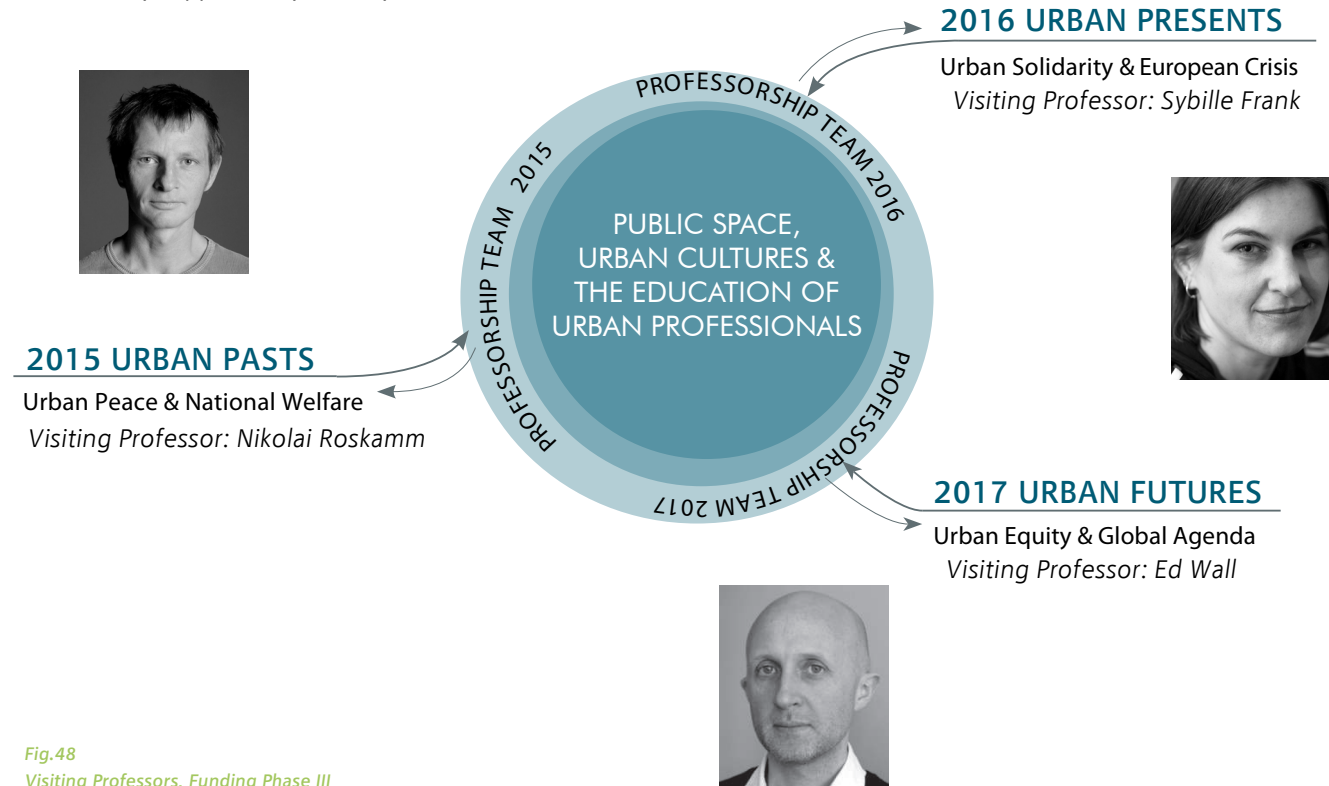 2016 URBAN PRESENTS
Urban Solidarity & European Crisis
Visiting Professor: Sybille Frank
PROFESSORSHIP TEAM 2015
PROFESSORSHIP TEAM 2016
PROFESSORSHIP TEAM 2017
PUBLIC SPACE,
URBAN CULTURES &
THE EDUCATION OF
URBAN PROFESSIONALS
2015 URBAN PASTS
Urban Peace & National Welfare
Visiting Professor: Nikolai Roskamm
2017 URBAN FUTURES
Urban Equity & Global Agenda
Visiting Professor: Ed Wall
Fig.48
Visiting Professors, Funding Phase III